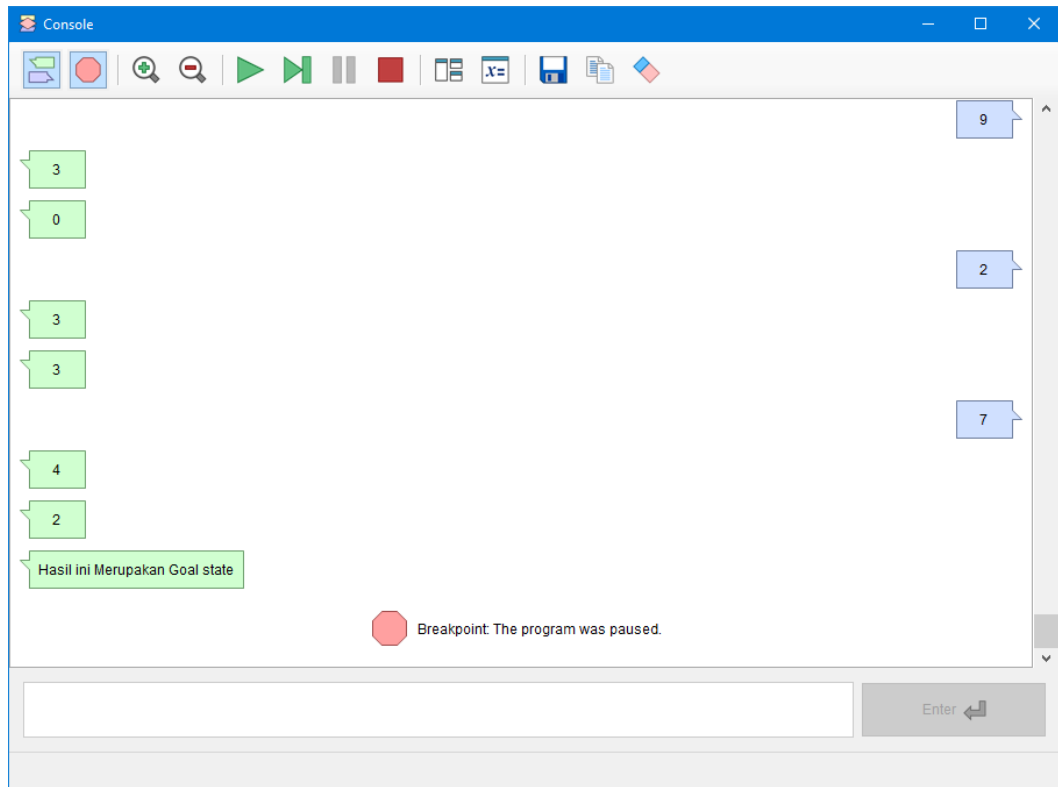 Console
x=
9
3
0
2
3
3
7
4
2
Hasil ini Merupakan Goal state
Breakpoint: The program was paused.
Enter